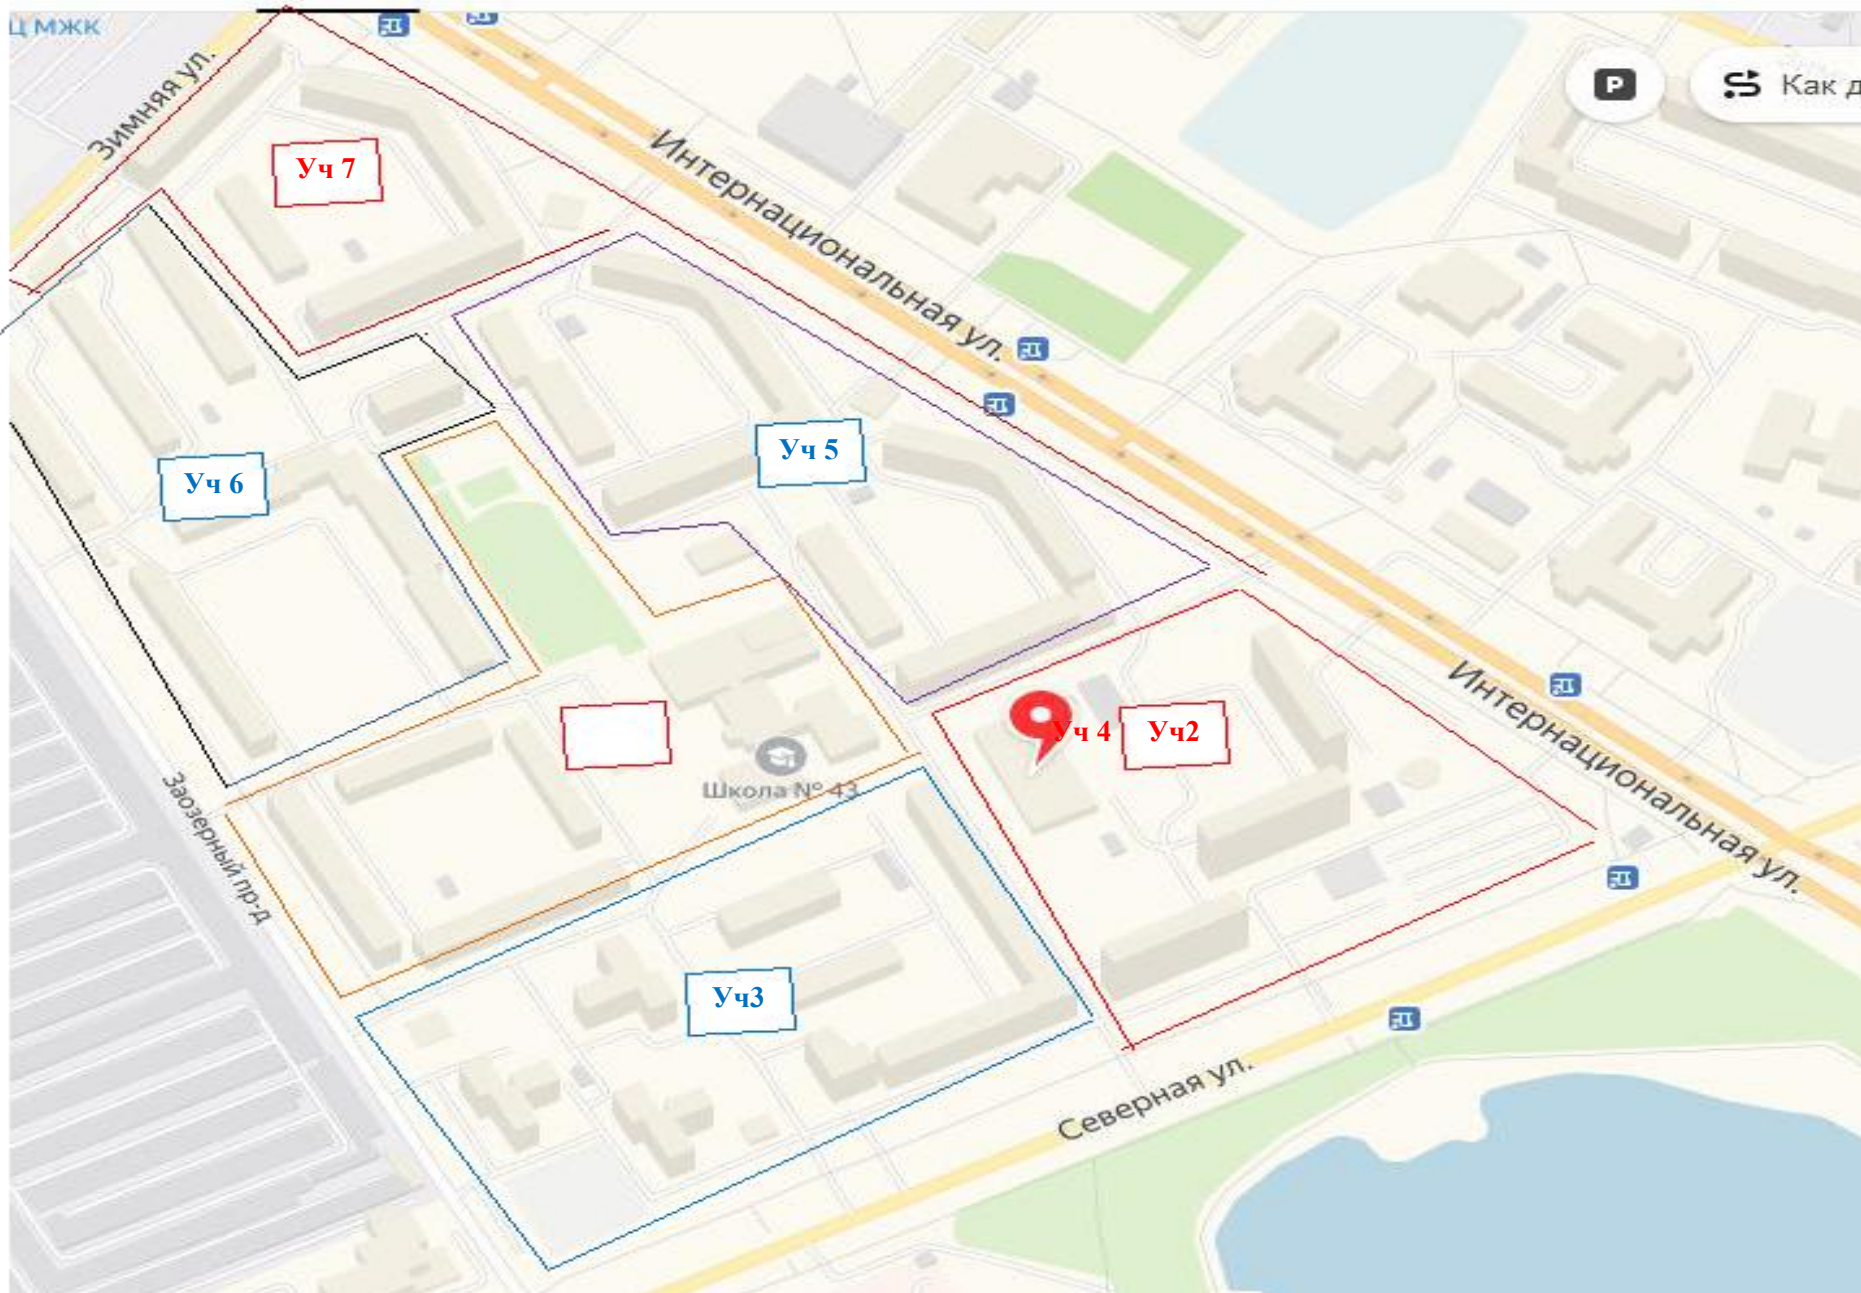 Ц МЖК
Зимняя ул.
P
Как д
Интернациональная ул.
Уч 7
Уч 5
Уч 6
Уч 4
Уч2
Интернациональная ул.
Школа № 43
Заозерный пр-д
Уч3
Северная ул.